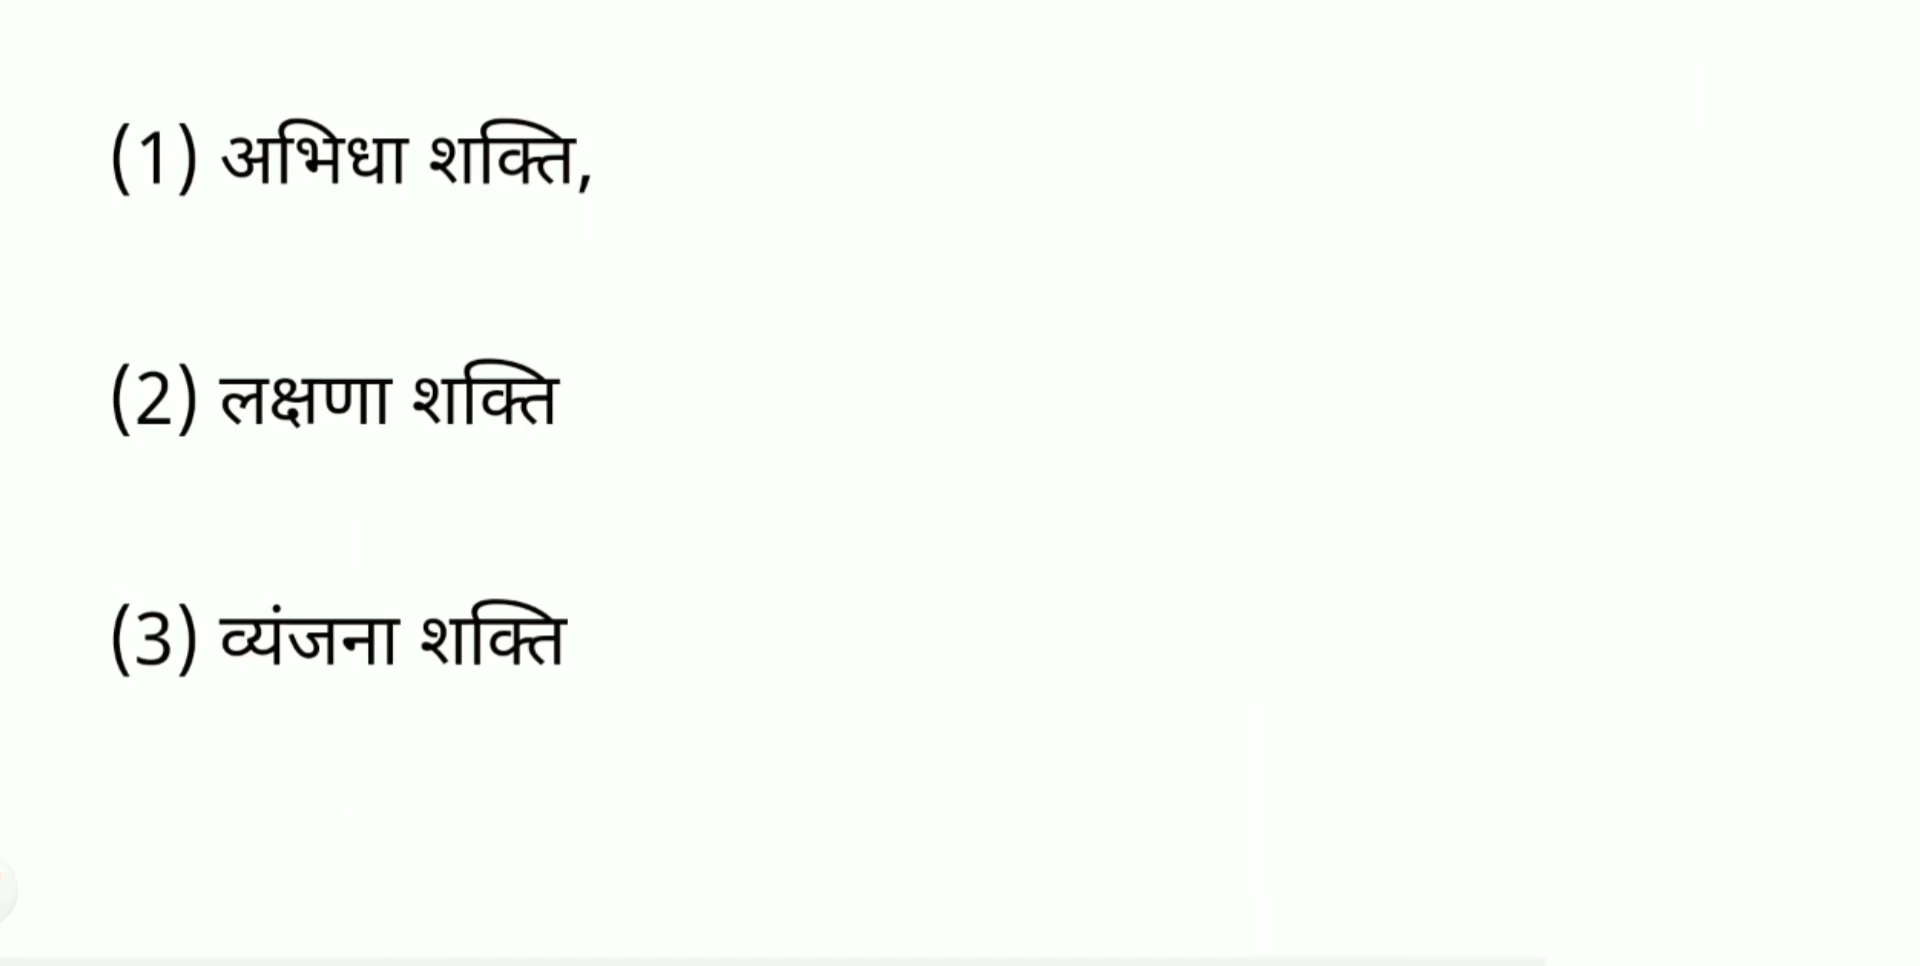 (1) अभिधा शक्ति,
(2) लक्षणा शक्ति
(3) व्यंजना शक्ति